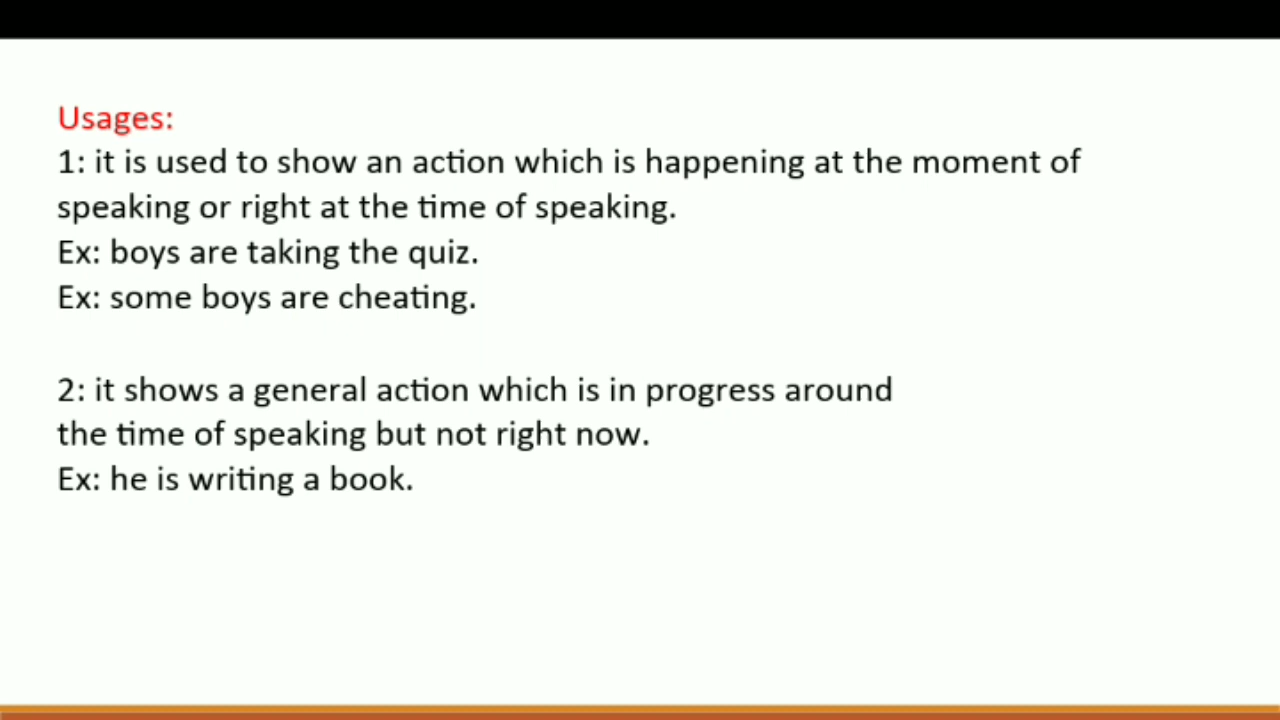 Usages:
1: it is used to show an action which is happening at the moment of
speaking or right at the time of speaking.
Ex: boys are taking the quiz.
Ex: some boys are cheating.
2: it shows a general action which is in progress around
the time of speaking but not right now.
Ex: he is writing a book.